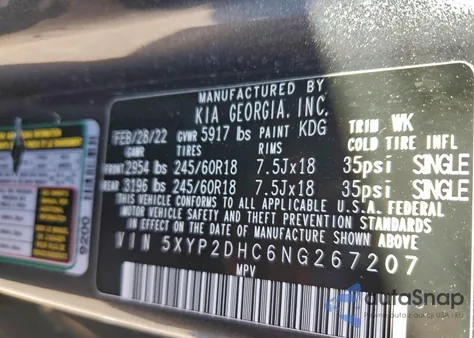 MANUFACTURED BY
KIA GEORGIA, INC.
FEB/28/22 GVWR 5917 lbs PAINT KDG TRIM WK
GAWR TIRES RIMS COLD TIRE INFL
FRONT 2954 lbs 245/60R18 7.5Jx18 35psi SINGLE
REAR 3196 lbs 245/60R18 7.5Jx18 35psi SINGLE
THIS VEHICLE CONFORMS TO ALL APPLICABLE U.S.A. FEDERAL
MOTOR VEHICLE SAFETY AND THEFT PREVENTION STANDARDS
IN EFFECT ON THE DATE OF MANUFACTURE SHOWN ABOVE
VIN 5XYP2DHC6NG267207
MPV
9200
autaSnap